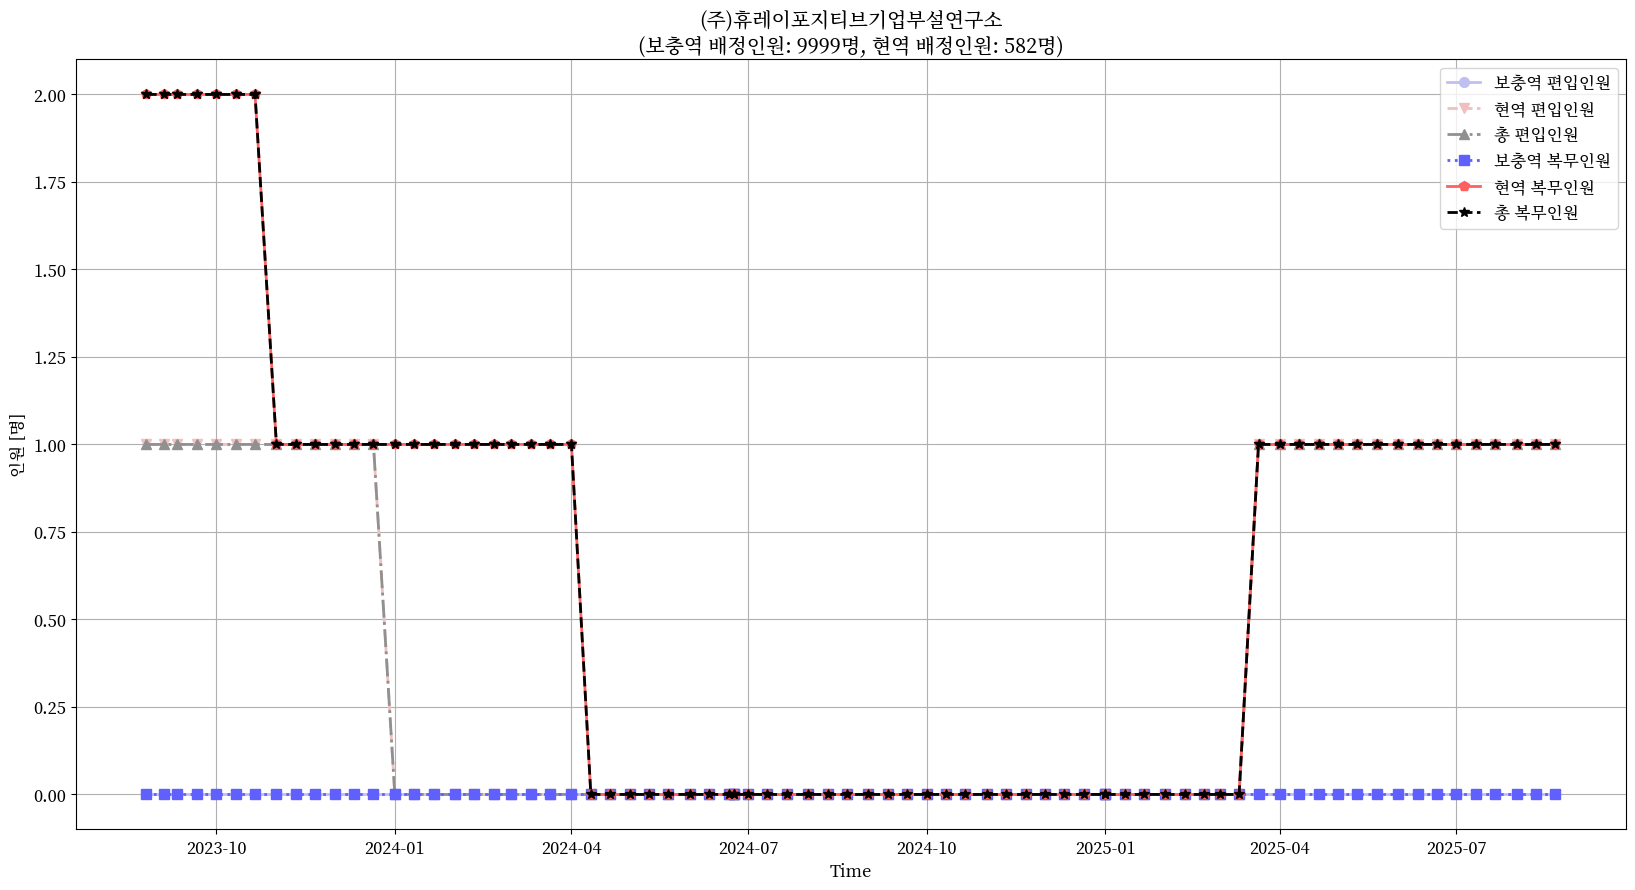 (주)휴레이포지티브기업부설연구소
(보충역 배정인원: 9999명, 현역 배정인원: 582명)
보충역 편입인원
현역 편입인원
총 편입인원
보충역 복무인원
현역 복무인원
총 복무인원
인원 [명]
2.00
1.75
1.50
1.25
1.00
0.75
0.50
0.25
0.00
2023-10
2024-01
2024-04
2024-07
2024-10
2025-01
2025-04
2025-07
Time